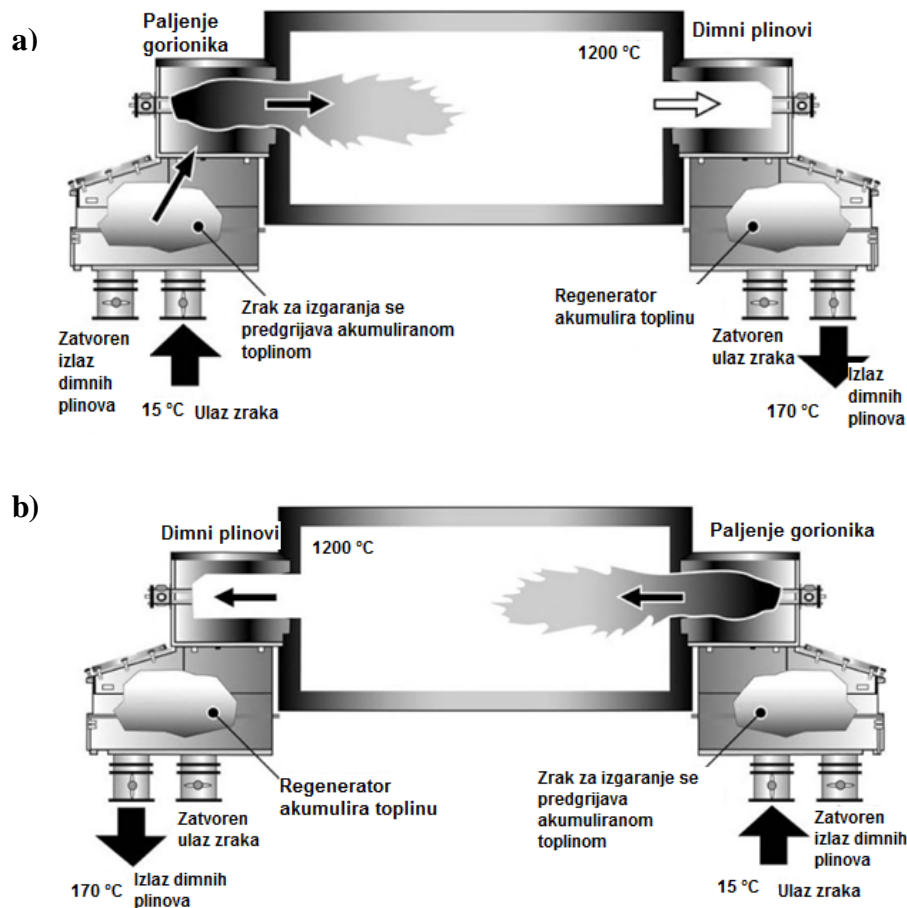 a)
Paljenje
gorionika
1200 °C
Dimni plinovi
Zrak za izgaranja se
predgrijava akumuliranom
toplinom
Regenerator
akumulira toplinu
Zatvoren
izlaz
dimnih
plinova
15 °C Ulaz zraka
Zatvoren
ulaz zraka
170 °C
Izlaz
dimnih
plinova
b)
Dimni plinovi
1200 °C
Paljenje gorionika
Regenerator
akumulira toplinu
Zrak za izgaranje se
predgrijava
akumuliranom
toplinom
Zatvoren
ulaz zraka
Zatvoren
izlaz dimnih
plinova
170 °C
Izlaz dimnih
plinova
15 °C Ulaz zraka